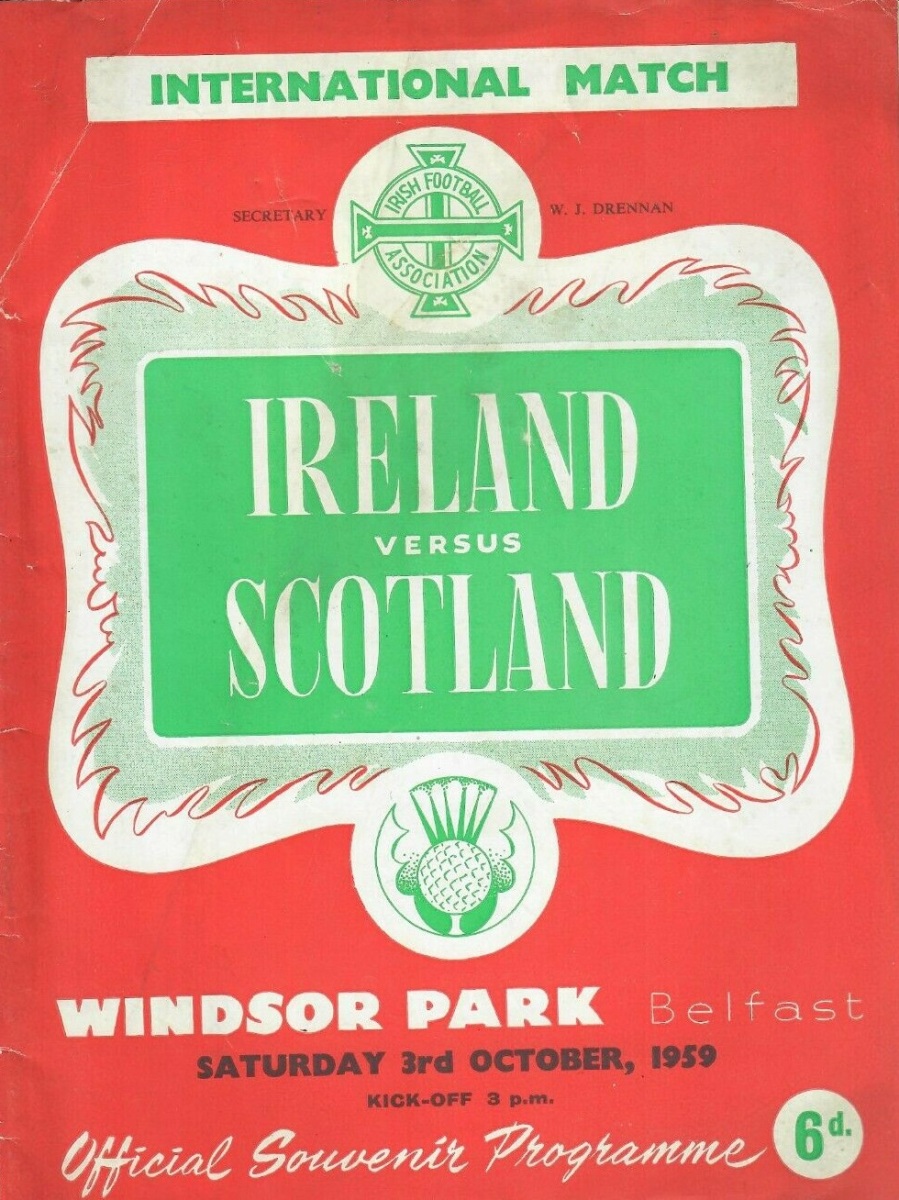 INTERNATIONAL MATCH
IRISH FOOTBALL
ASSOCIATION
SECRETARY W. J. DRENNAN
IRELAND
VERSUS
SCOTLAND
WINDSOR PARK Belfast
SATURDAY 3rd OCTOBER, 1959
KICK-OFF 3 p.m.
Official Souvenir Programme 6d.